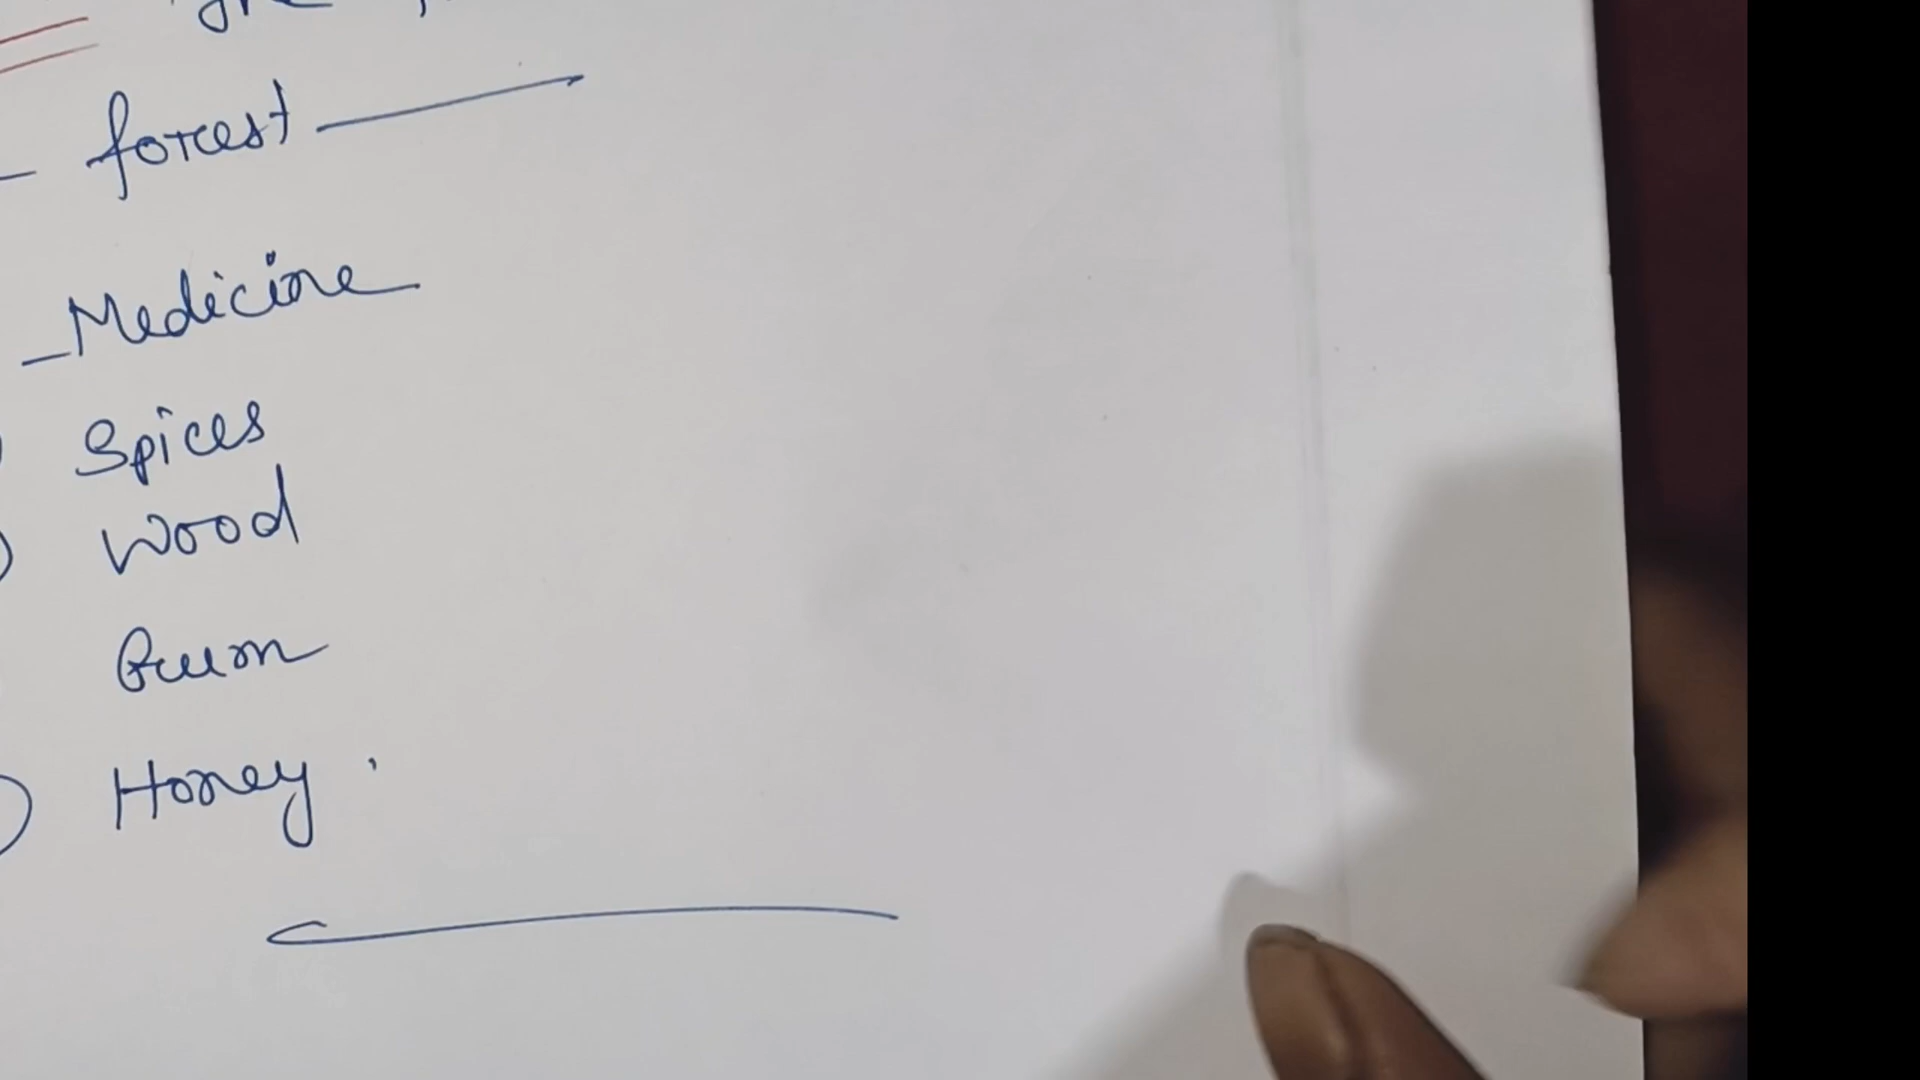 - forest
- Medicine
Spices
Wood
Gum
Honey.